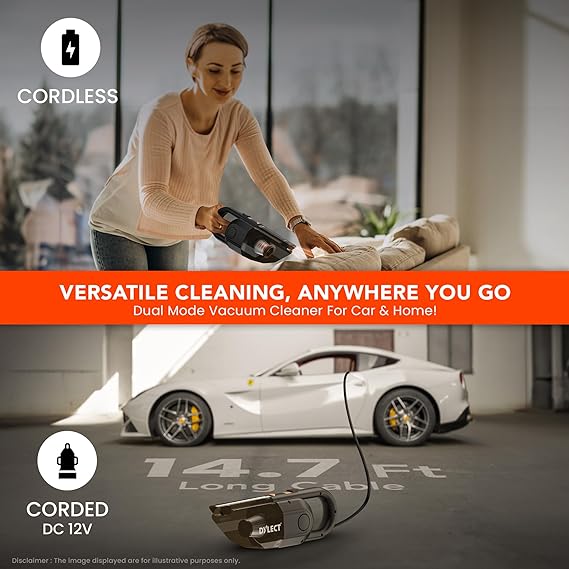 CORDLESS
VERSATILE CLEANING, ANYWHERE YOU GO
Dual Mode Vacuum Cleaner For Car & Home!
14.7 Ft
Long Cable
CORDED
DC 12V
DYLECT
Disclaimer : The image displayed are for illustrative purposes only.